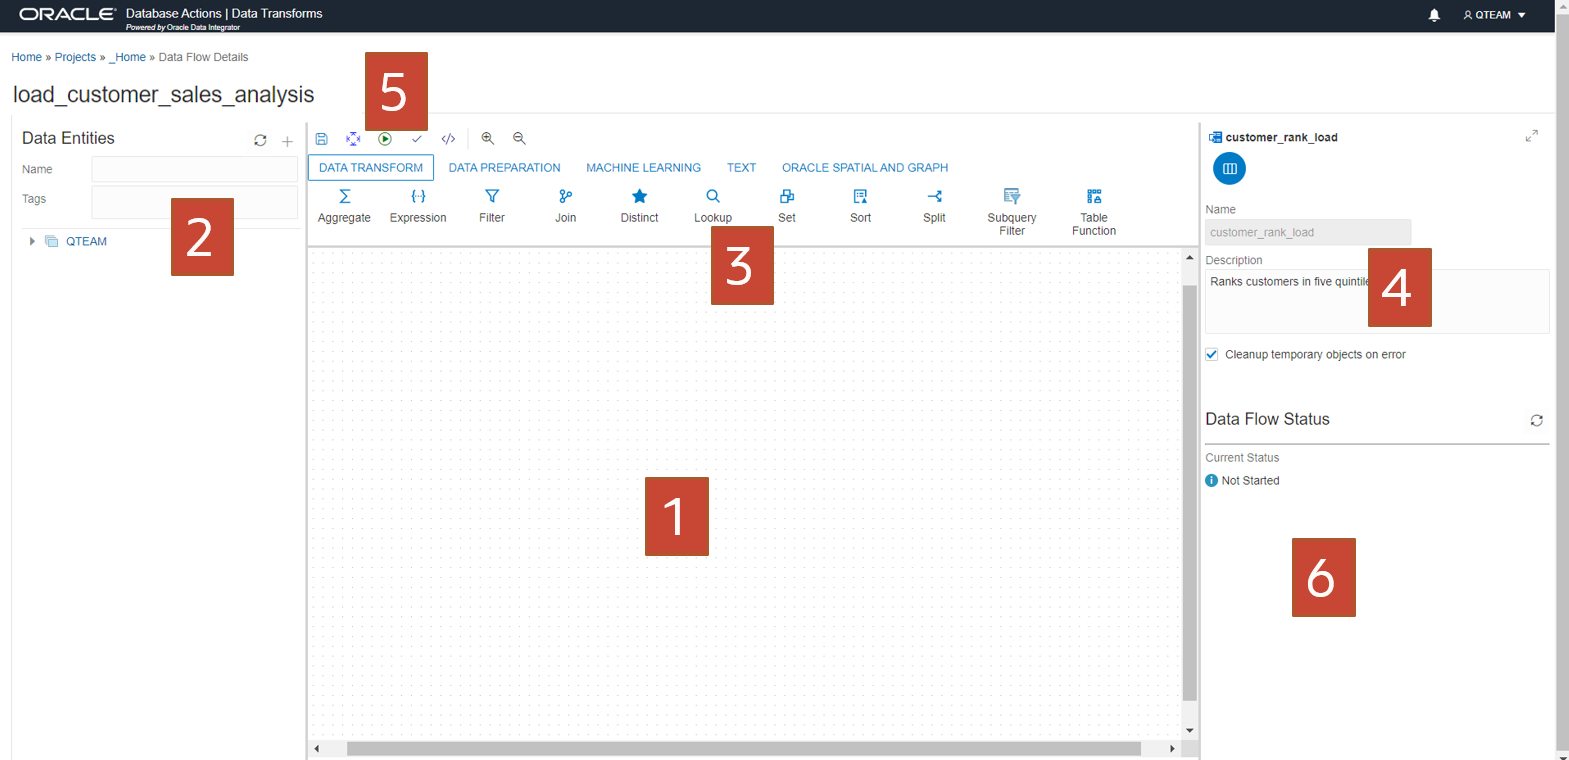 ORACLE Database Actions | Data Transforms
Powered by Oracle Data Integrator
QTEAM
Home » Projects » _Home » Data Flow Details
load_customer_sales_analysis
5
Data Entities
Name
Tags
2
QTEAM
DATA TRANSFORM DATA PREPARATION MACHINE LEARNING TEXT ORACLE SPATIAL AND GRAPH
Aggregate Expression Filter Join Distinct Lookup Set Sort Split Subquery Filter Table Function
3
1
customer_rank_load
Name
customer_rank_load
Description
Ranks customers in five
4
Cleanup temporary objects on error
Data Flow Status
Current Status
Not Started
6